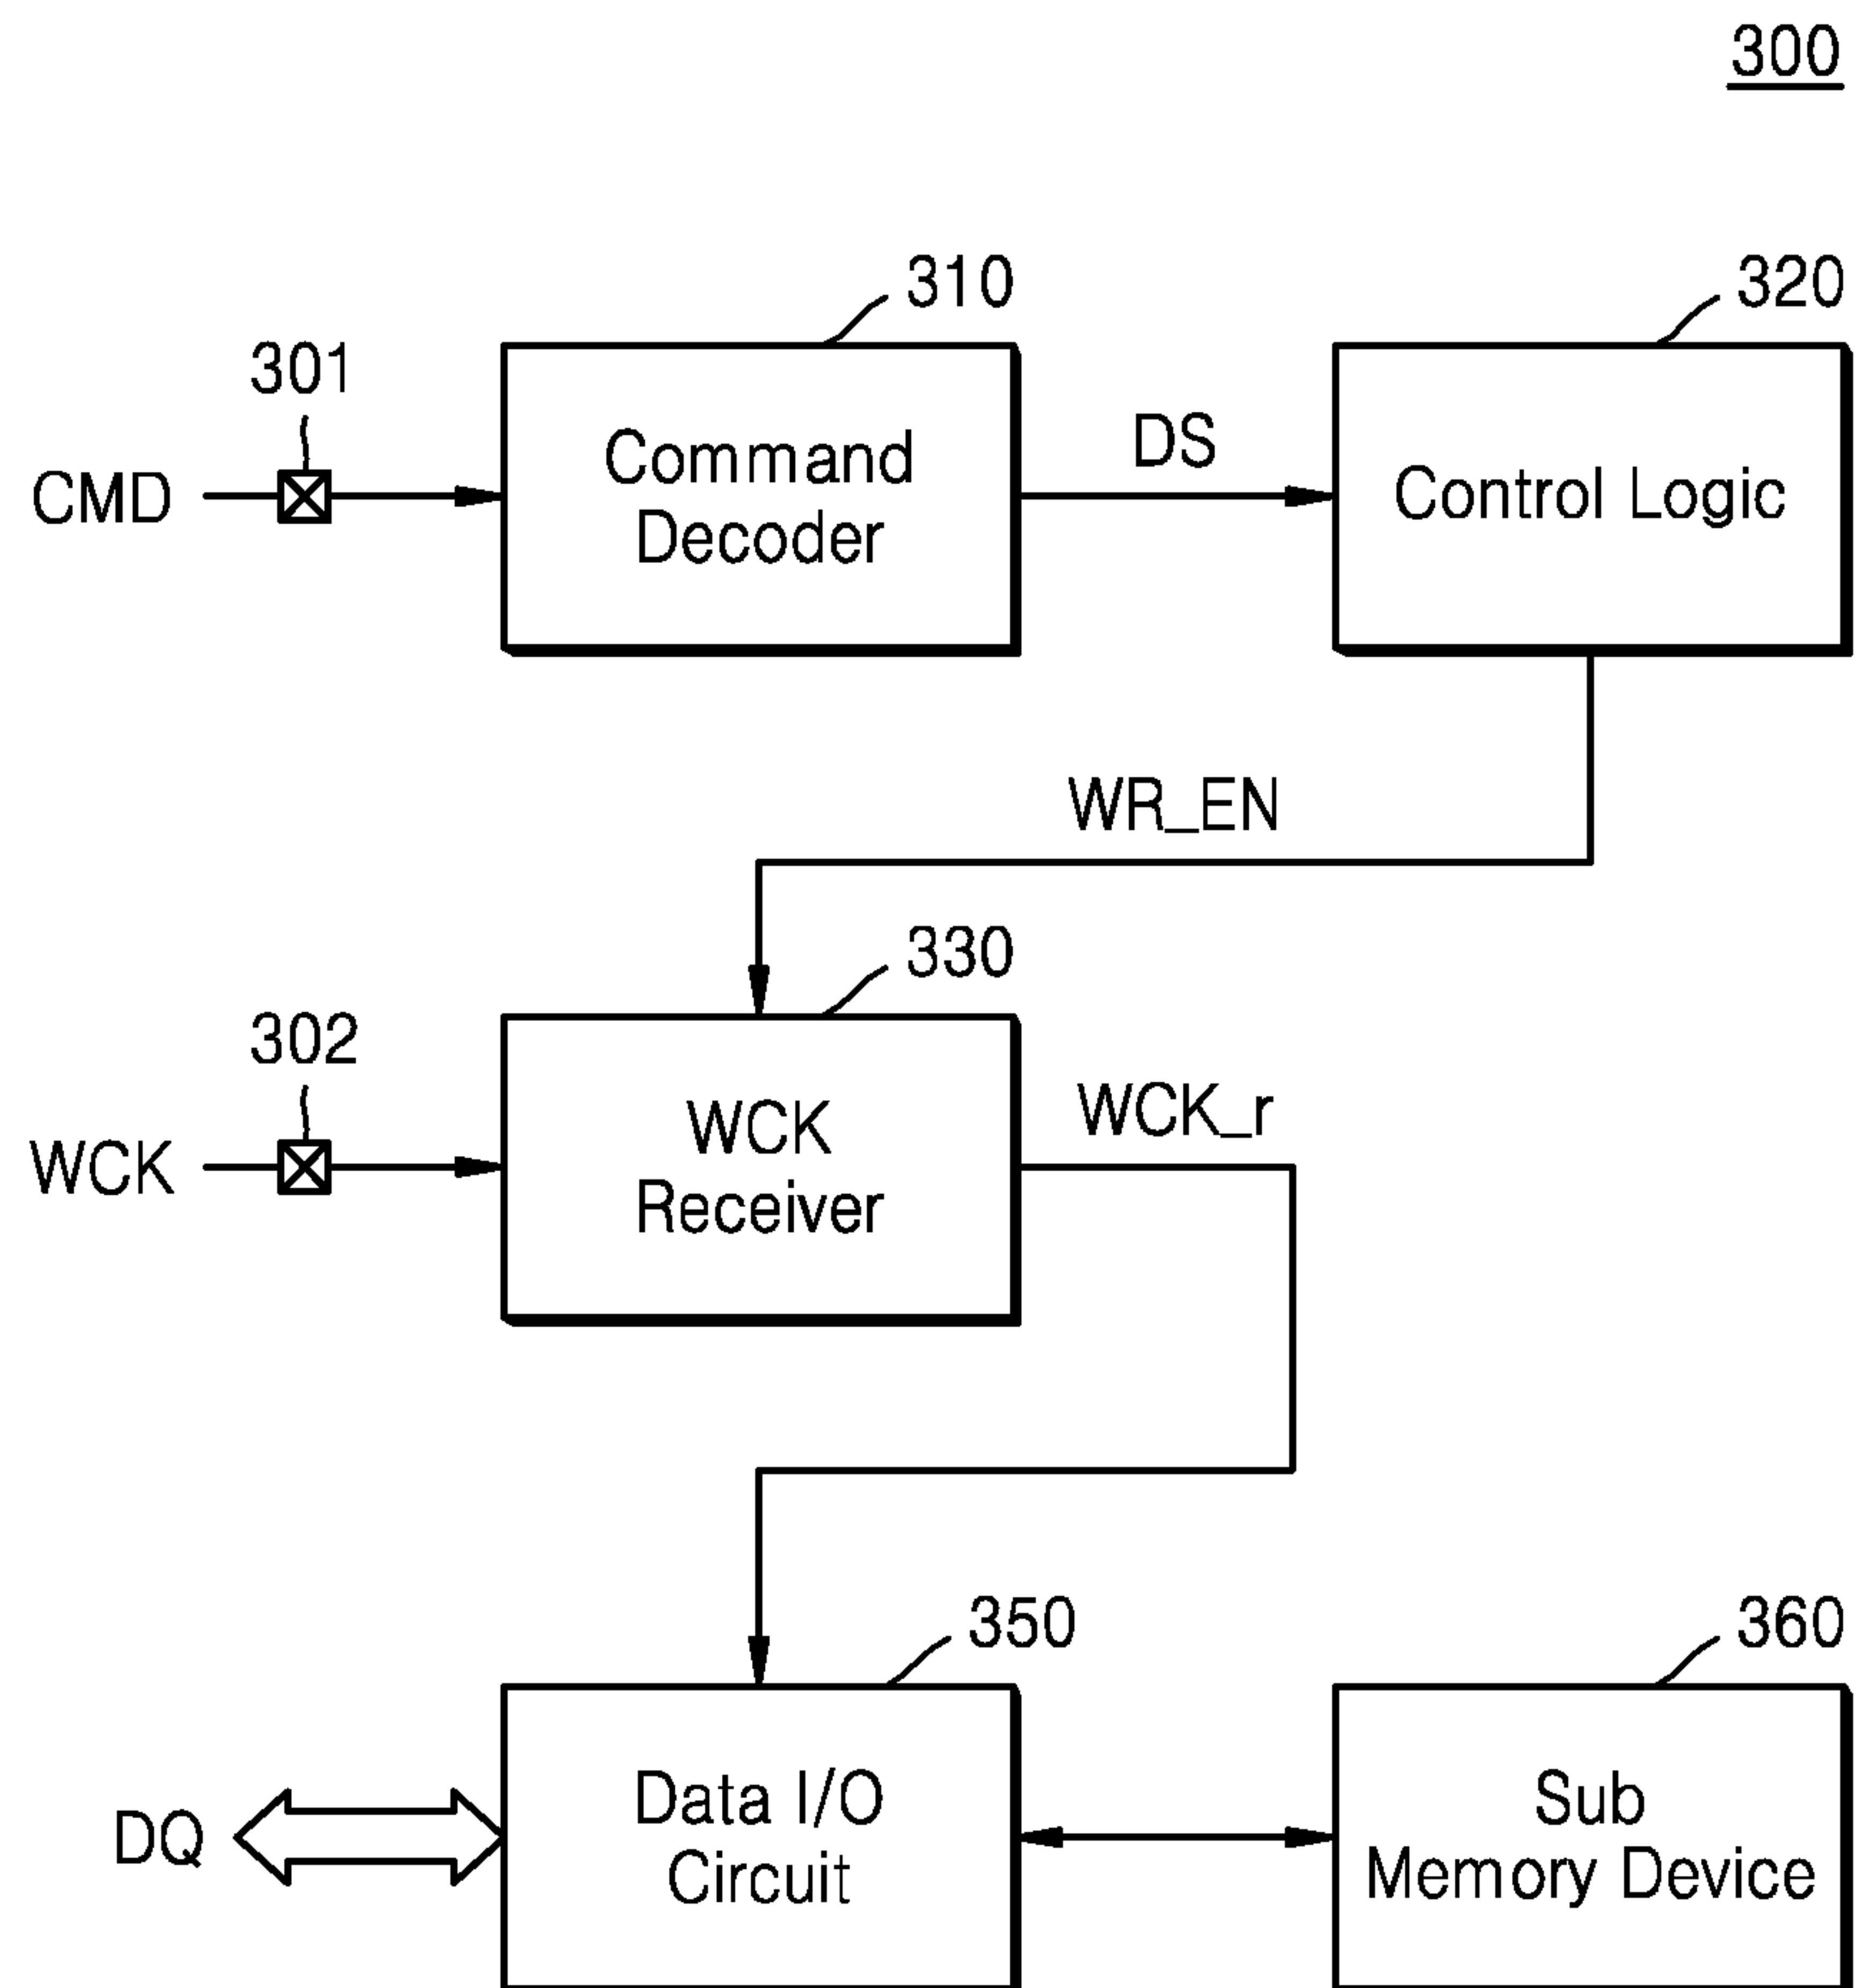 300
310
320
301
CMD
Command
Decoder
DS
Control Logic
WR_EN
330
302
WCK
WCK
Receiver
WCK_r
350
360
DQ
Data I/O
Circuit
Sub
Memory Device